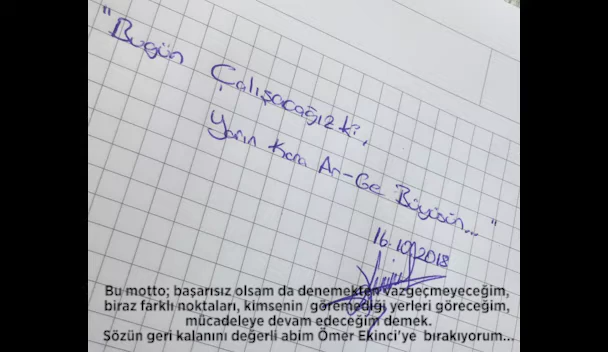 "Bugün Çalışacağız ki,
Yarın Kara Ar-Ge Büyüsün..."
16.10.2018
Bu motto; başarısız olsam da denemekten vazgeçmeyeceğim,
biraz farklı noktaları, kimsenin göremediği yerleri göreceğim,
mücadeleye devam edeceğim demek.
Sözün geri kalanını değerli abim Ömer Ekinci'ye bırakıyorum...